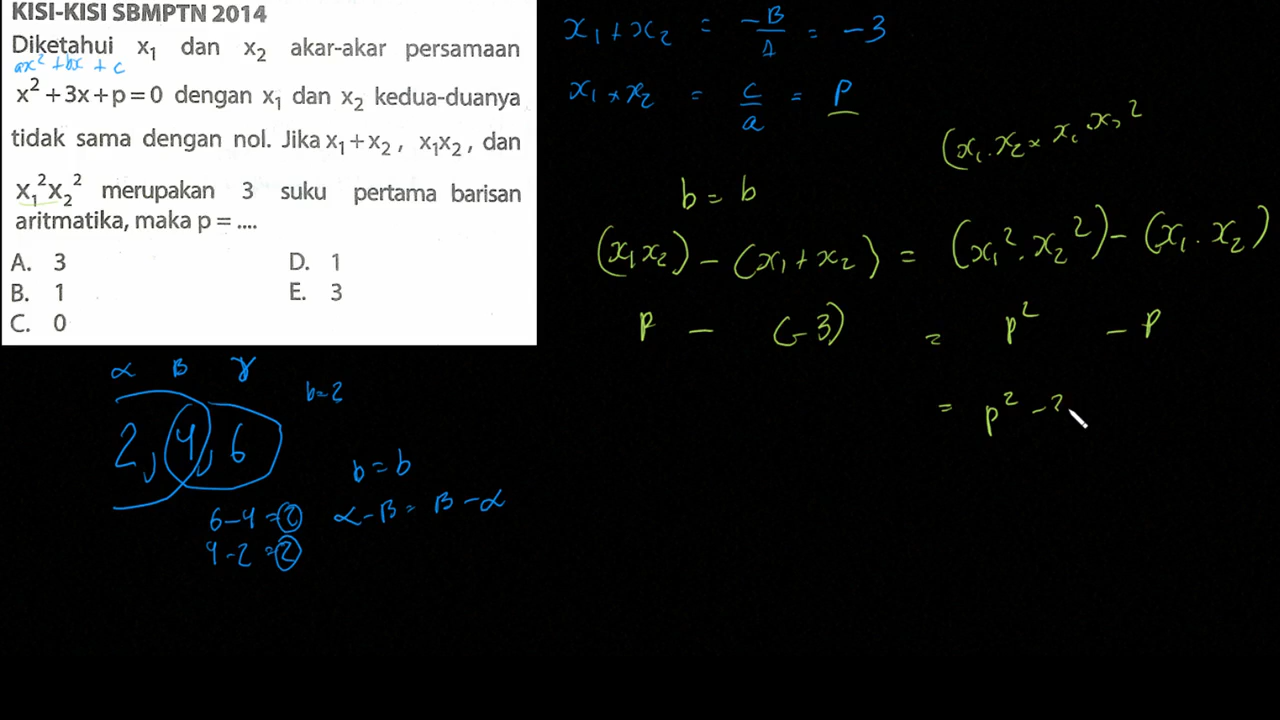 KISI-KISI SBMPTN 2014
Diketahui x₁ dan x₂ akar-akar persamaan
ax² + bx + c
x² + 3x + p = 0 dengan x₁ dan x₂ kedua-duanya
tidak sama dengan nol. Jika x₁ + x₂ , x₁x₂ , dan
x₁²x₂² merupakan 3 suku pertama barisan
aritmatika, maka p = ....
A. 3
B. 1
C. 0
D. 1
E. 3
x₁ + x₂ = -B/A = -3
x₁ * x₂ = c/a = P
(x₁ . x₂ × x₁ . x₂ ²
b = b
(x₁x₂) - (x₁ + x₂) = (x₁² . x₂²) - (x₁ . x₂)
P - (-3) = p² - P
= p² - 2
α B γ
b = 2
2, 4, 6
b = b
6 - 4 = 2
α - B = B - α
4 - 2 = 2